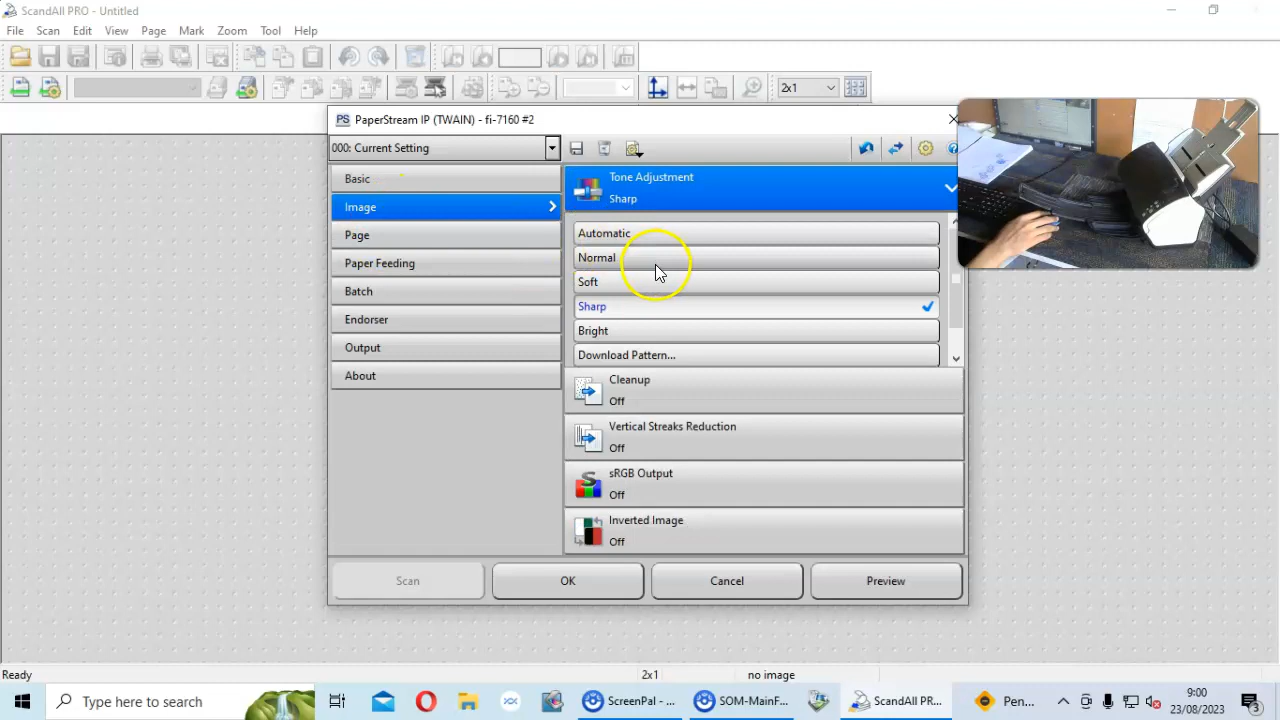 ScandAll PRO - Untitled
File Scan Edit View Page Mark Zoom Tool Help
2x1
PS PaperStream IP (TWAIN) - fi-7160 #2
000: Current Setting
Basic
Image
Page
Paper Feeding
Batch
Endorser
Output
About
Tone Adjustment
Sharp
Automatic
Normal
Soft
Sharp
Bright
Download Pattern...
Cleanup
Off
Vertical Streaks Reduction
Off
sRGB Output
Off
Inverted Image
Off
Scan OK Cancel Preview
Ready 2x1 no image
Type here to search ScreenPal - ... SOM-MainF... ScandAll PR... Pen... 9:00
23/08/2023 3